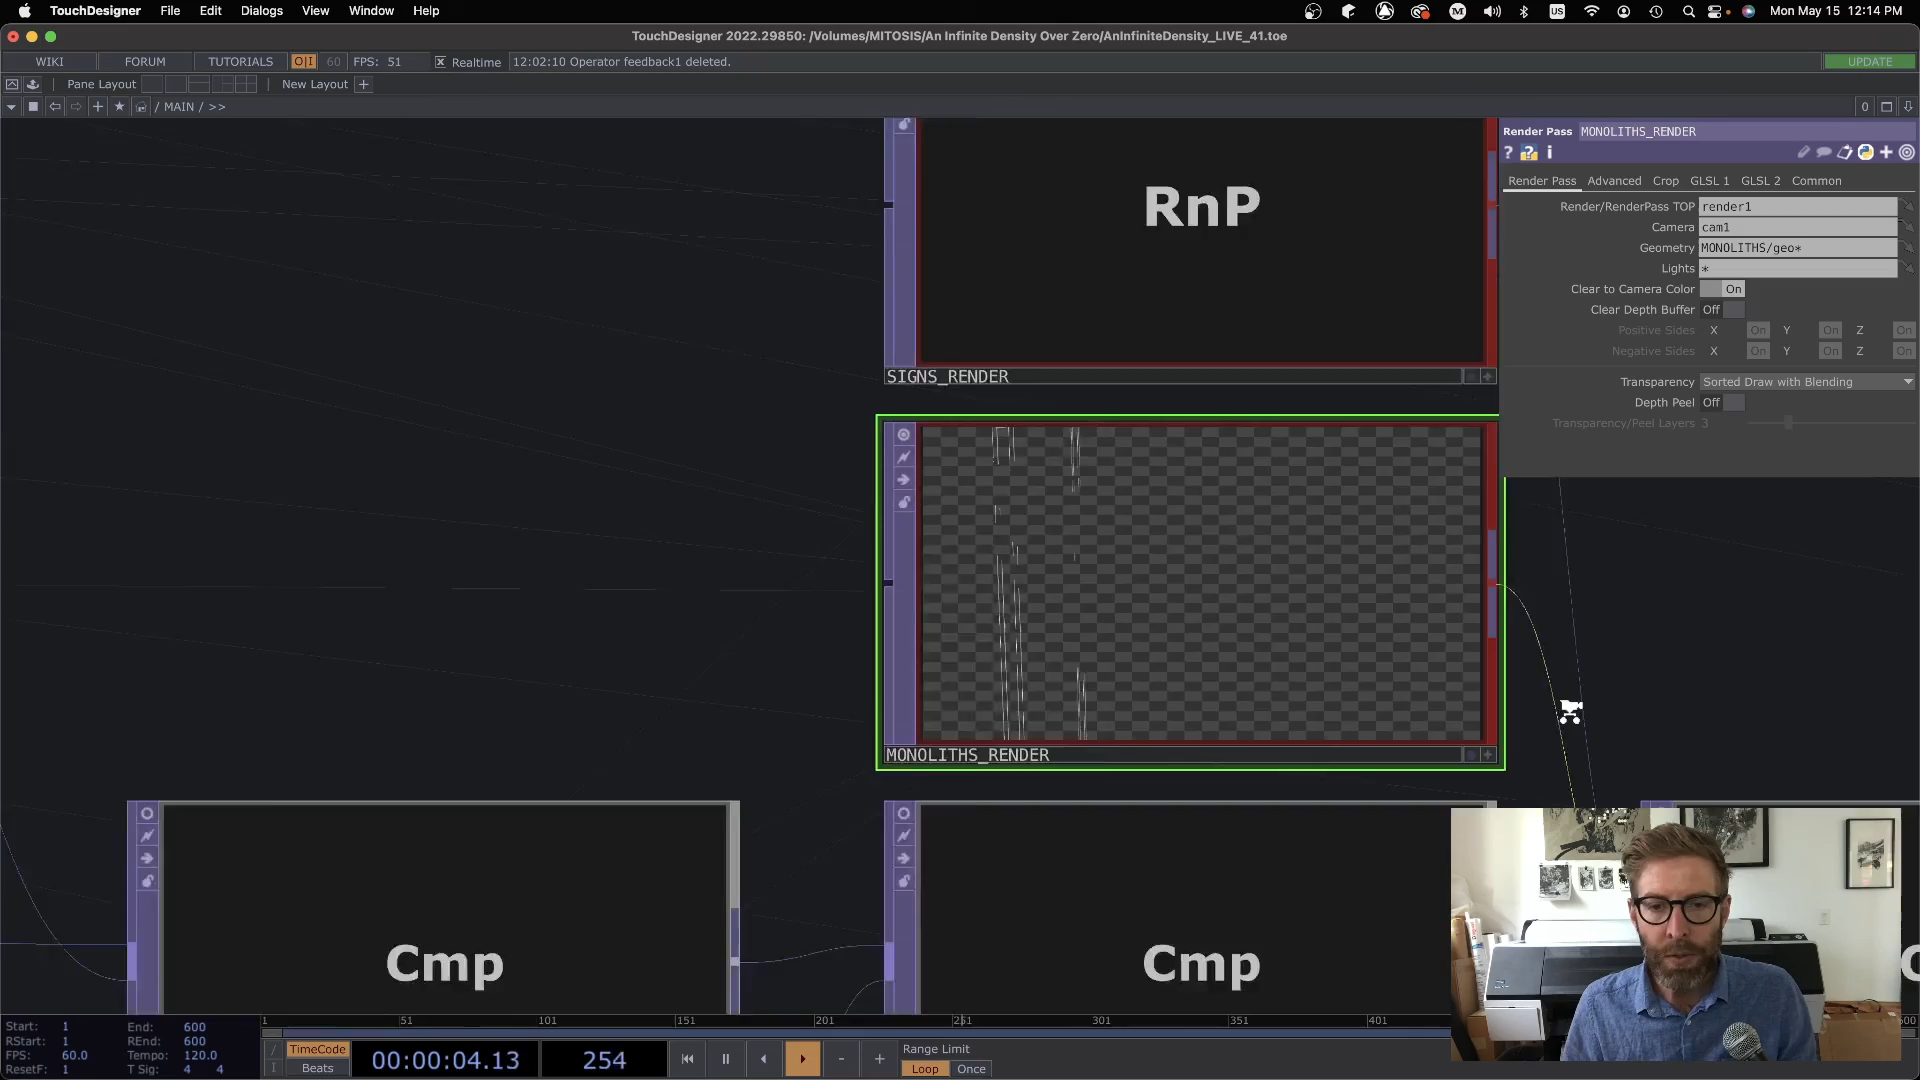 TouchDesigner File Edit Dialogs View Window Help
US Mon May 15 12:14 PM
TouchDesigner 2022.29850: /Volumes/MITOSIS/An Infinite Density Over Zero/AnInfiniteDensity_LIVE_41.toe
WIKI FORUM TUTORIALS O|I 60 FPS: 51 Realtime 12:02:10 Operator feedback1 deleted. UPDATE
Pane Layout New Layout +
/ MAIN / >> 0
Render Pass MONOLITHS_RENDER
? ? i
Render Pass Advanced Crop GLSL 1 GLSL 2 Common
Render/RenderPass TOP render1
Camera cam1
Geometry MONOLITHS/geo*
Lights *
Clear to Camera Color On
Clear Depth Buffer Off
Positive Sides X On Y On Z On
Negative Sides X On Y On Z On
Transparency Sorted Draw with Blending
Depth Peel Off
Transparency/Peel Layers 3
RnP
SIGNS_RENDER
MONOLITHS_RENDER
Cmp
Cmp
1 51 101 151 201 251 301 351 401
Start: 1 End: 600
RStart: 1 REnd: 600
FPS: 60.0 Tempo: 120.0
ResetF: 1 T Sig: 4 4
TimeCode
Beats
00:00:04.13
254
- +
Range Limit
Loop Once